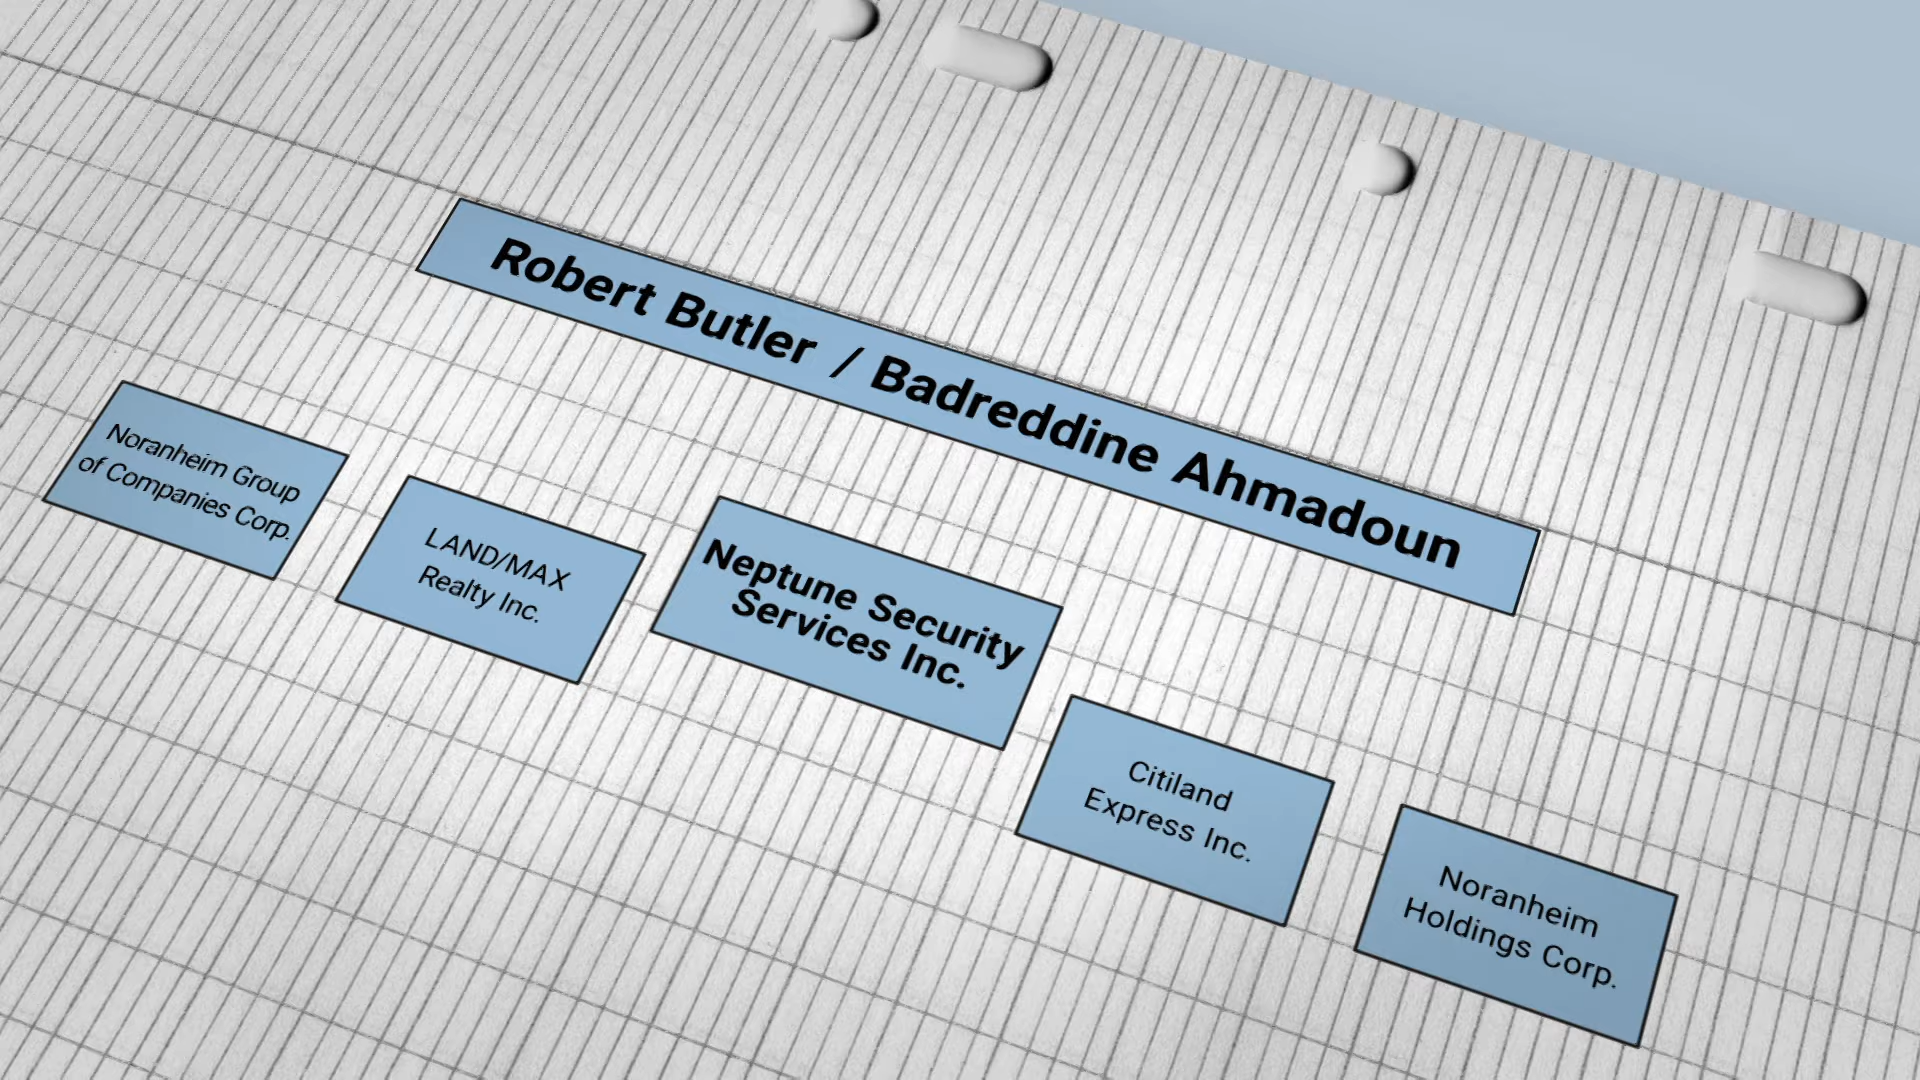 Robert Butler / Badreddine Ahmadoun
Noranheim Group
of Companies Corp.
LAND/MAX
Realty Inc.
Neptune Security
Services Inc.
Citiland
Express Inc.
Noranheim
Holdings Corp.